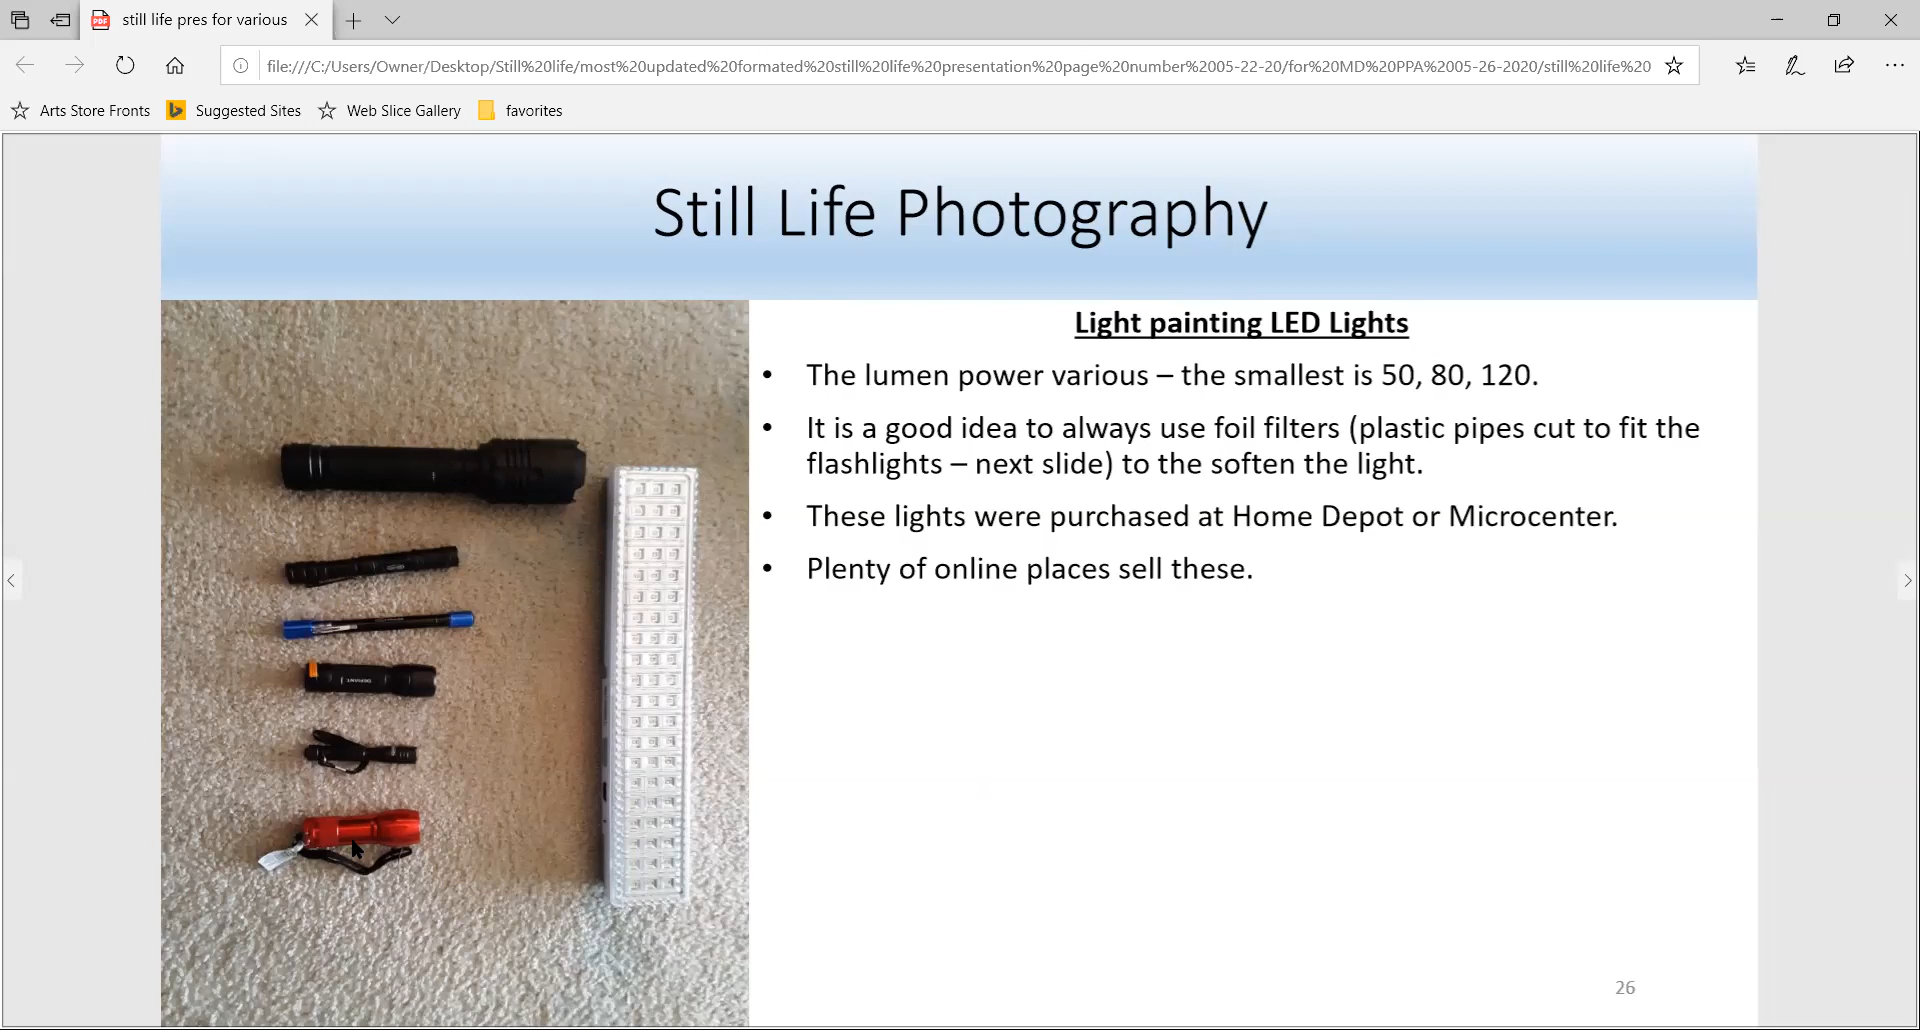 still life pres for various
file:///C:/Users/Owner/Desktop/Still%20life/most%20updated%20formated%20still%20life%20presentation%20page%20number%2005-22-20/for%20MD%20PPA%2005-26-2020/still%20life%20
Arts Store Fronts
Suggested Sites
Web Slice Gallery
favorites
Still Life Photography
Light painting LED Lights
• The lumen power various – the smallest is 50, 80, 120.
• It is a good idea to always use foil filters (plastic pipes cut to fit the
flashlights – next slide) to the soften the light.
• These lights were purchased at Home Depot or Microcenter.
• Plenty of online places sell these.
DEFIANT
26